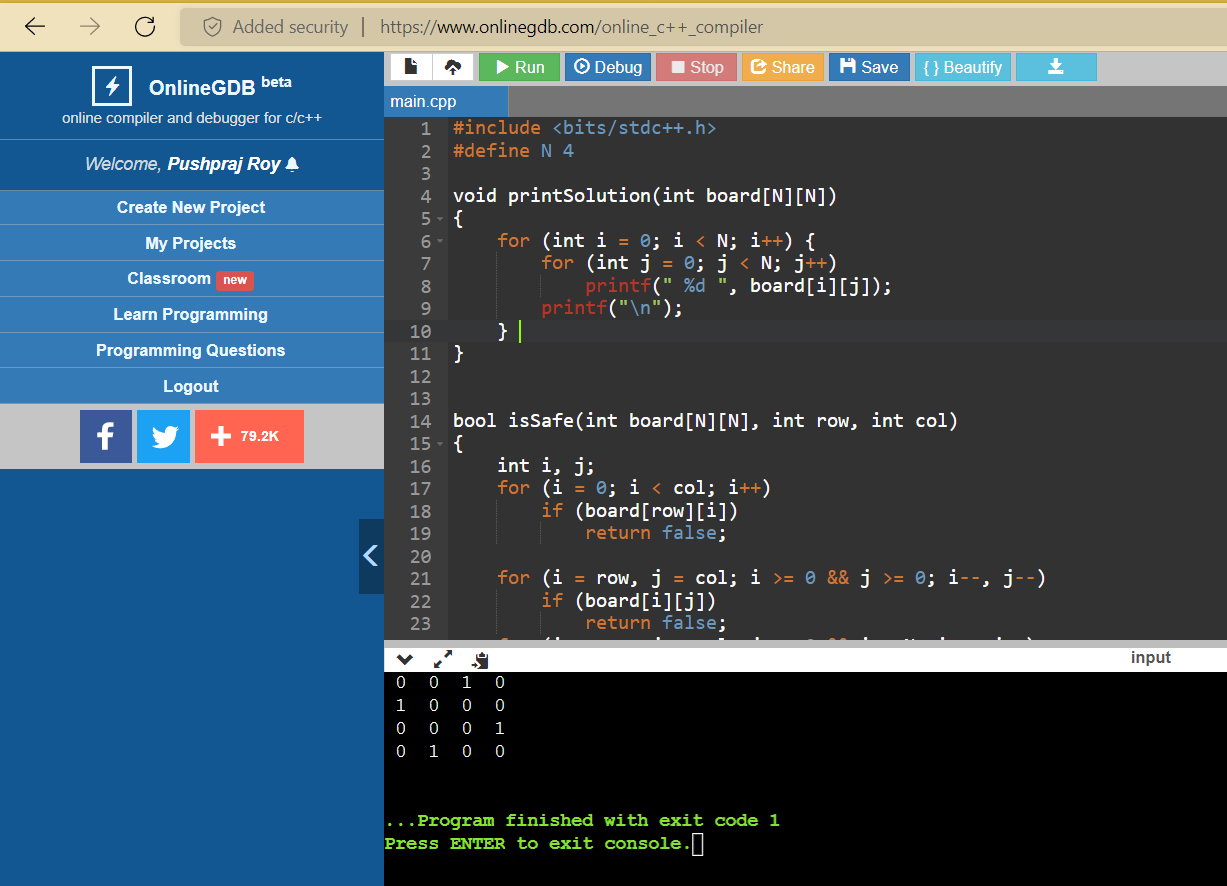 Added security | https://www.onlinegdb.com/online_c++_compiler
OnlineGDB beta
online compiler and debugger for c/c++
Welcome, Pushpraj Roy
Create New Project
My Projects
Classroom new
Learn Programming
Programming Questions
Logout
f
+ 79.2K
Run Debug Stop Share Save { } Beautify
main.cpp
1 #include <bits/stdc++.h>
2 #define N 4
3
4 void printSolution(int board[N][N])
5 {
6 for (int i = 0; i < N; i++) {
7 for (int j = 0; j < N; j++)
8 printf(" %d ", board[i][j]);
9 printf("\n");
10 }
11 }
12
13
14 bool isSafe(int board[N][N], int row, int col)
15 {
16 int i, j;
17 for (i = 0; i < col; i++)
18 if (board[row][i])
19 return false;
20
21 for (i = row, j = col; i >= 0 && j >= 0; i--, j--)
22 if (board[i][j])
23 return false;
input
0 0 1 0
1 0 0 0
0 0 0 1
0 1 0 0
...Program finished with exit code 1
Press ENTER to exit console.